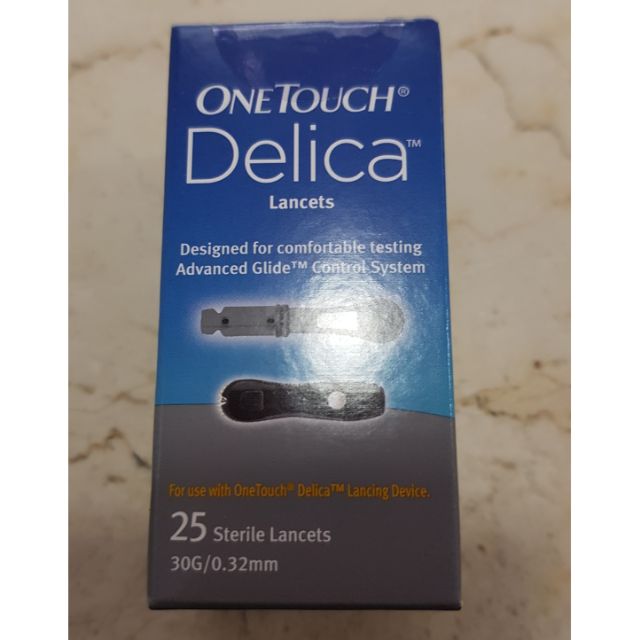 ONETOUCH®
Delica™
Lancets
Designed for comfortable testing
Advanced Glide™ Control System
For use with OneTouch® Delica™ Lancing Device.
25 Sterile Lancets
30G/0.32mm